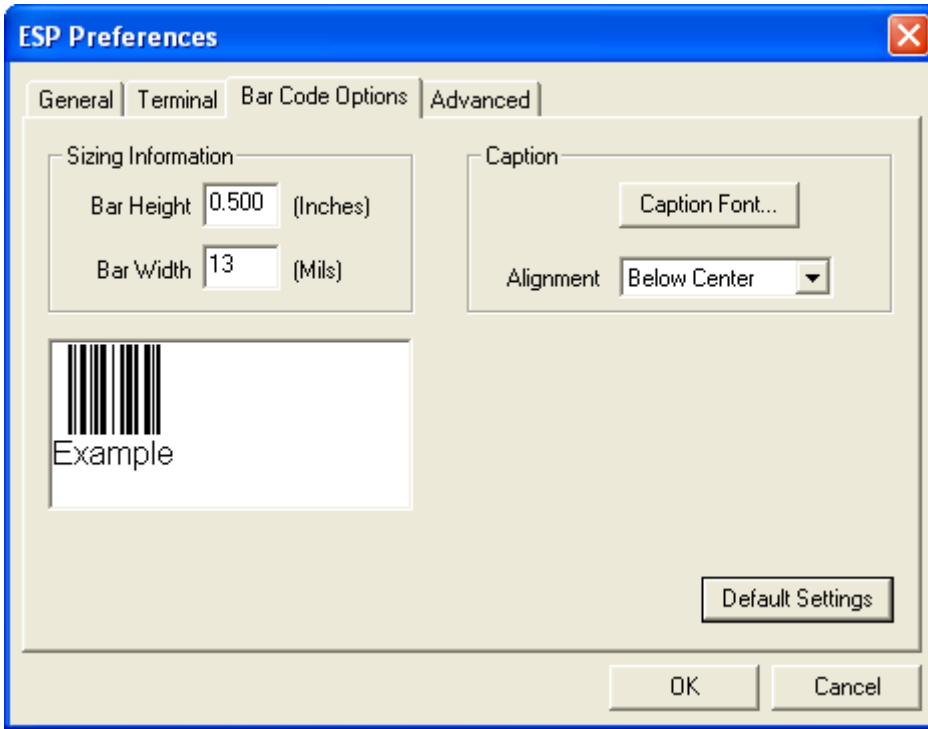 ESP Preferences
General Terminal Bar Code Options Advanced
Sizing Information
Bar Height 0.500 (Inches)
Bar Width 13 (Mils)
Caption
Caption Font...
Alignment Below Center
Example
Default Settings
OK Cancel